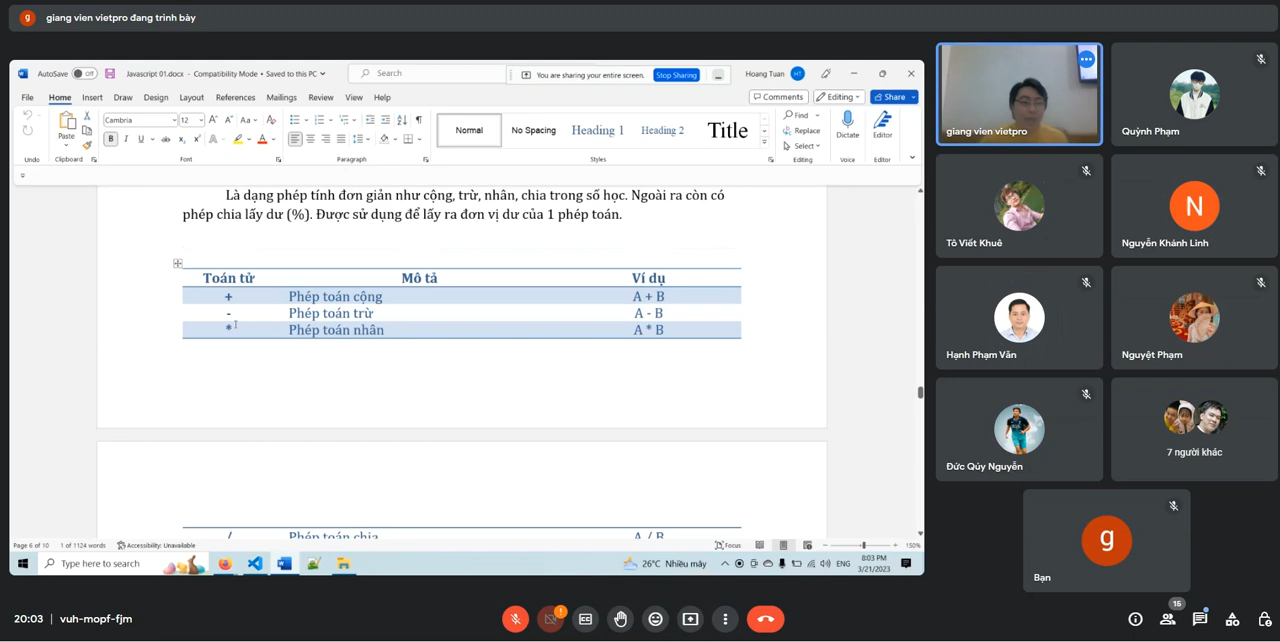 g giang vien vietpro đang trình bày
AutoSave Off Javascript 01.docx - Compatibility Mode • Saved to this PC Search You are sharing your entire screen. Stop Sharing Hoang Tuan HT
File Home Insert Draw Design Layout References Mailings Review View Help Comments Editing Share
Paste Cambria 12 Aa Normal No Spacing Heading 1 Heading 2 Title Find Replace Select Dictate Editor
Undo Clipboard Font Paragraph Styles Editing Voice Editor
Là dạng phép tính đơn giản như cộng, trừ, nhân, chia trong số học. Ngoài ra còn có
phép chia lấy dư (%). Được sử dụng để lấy ra đơn vị dư của 1 phép toán.
Toán tử Mô tả Ví dụ
+ Phép toán cộng A + B
- Phép toán trừ A - B
* Phép toán nhân A * B
/ Phép toán chia A / B
Page 6 of 10 1 of 1124 words Accessibility: Unavailable Focus 150%
Type here to search 26°C Nhiều mây ENG 8:03 PM
3/21/2023
giang vien vietpro
Quỳnh Phạm
Tô Viết Khuê
N
Nguyễn Khánh Linh
Hạnh Phạm Văn
Nguyệt Phạm
Đức Qúy Nguyễn
7 người khác
g
Bạn
20:03 | vuh-mopf-fjm
15